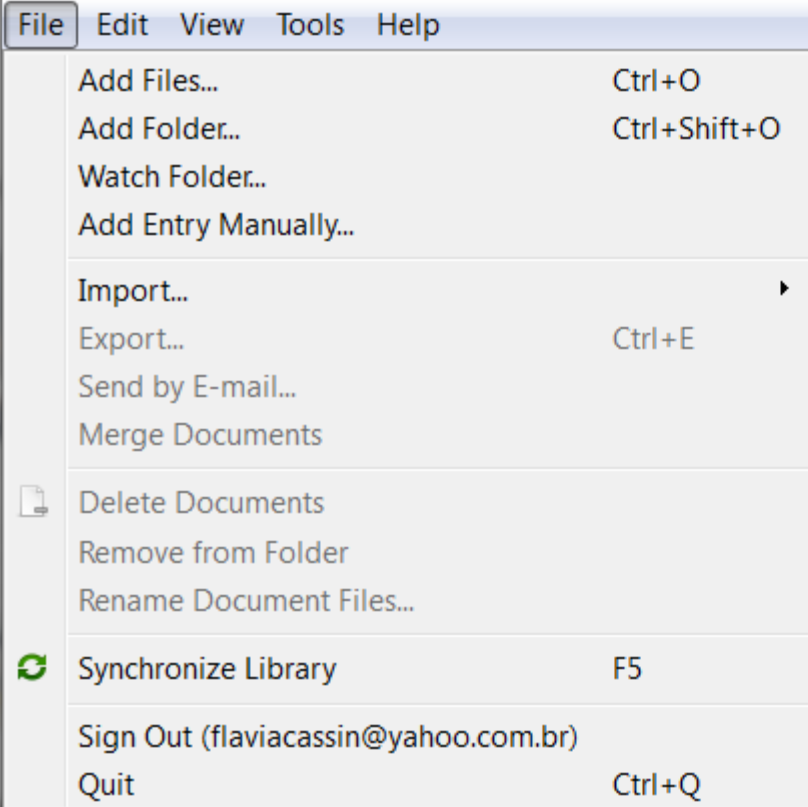 File Edit View Tools Help
Add Files... Ctrl+O
Add Folder... Ctrl+Shift+O
Watch Folder...
Add Entry Manually...
Import...
Export... Ctrl+E
Send by E-mail...
Merge Documents
Delete Documents
Remove from Folder
Rename Document Files...
Synchronize Library F5
Sign Out (flaviacassin@yahoo.com.br)
Quit Ctrl+Q